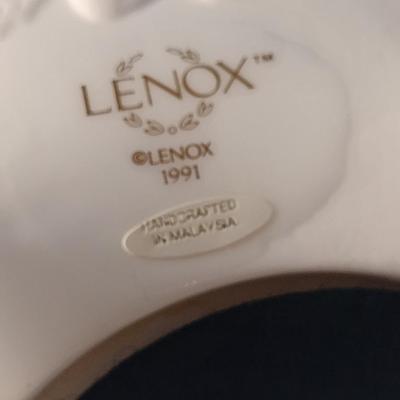 LENOX™
©LENOX
1991
HANDCRAFTED
IN MALAYSIA